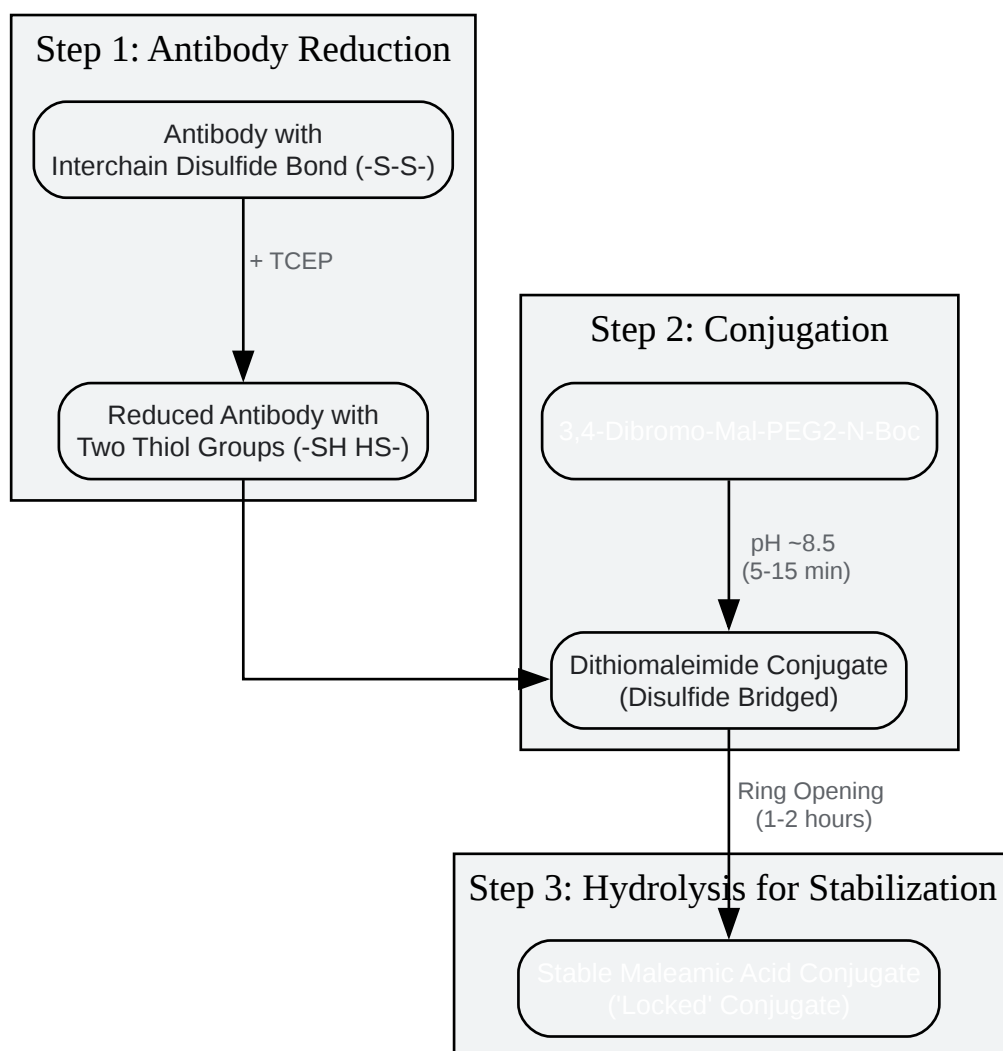 Step 1: Antibody Reduction
Antibody with
Interchain Disulfide Bond (-S-S-)
+ TCEP
Reduced Antibody with
Two Thiol Groups (-SH HS-)
Step 2: Conjugation
3,4-Dibromo-Mal-PEG2-N-Boc
pH ~8.5
(5-15 min)
Dithiomaleimide Conjugate
(Disulfide Bridged)
Ring Opening
(1-2 hours)
Step 3: Hydrolysis for Stabilization
Stable Maleamic Acid Conjugate
('Locked' Conjugate)